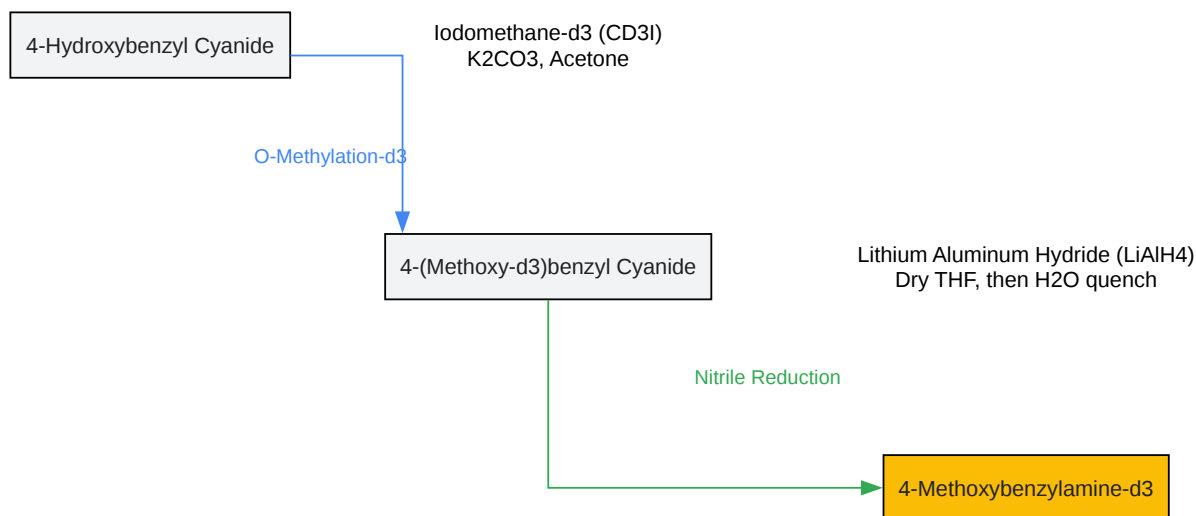 4-Hydroxybenzyl Cyanide
Iodomethane-d3 (CD3I)
K2CO3, Acetone
O-Methylation-d3
4-(Methoxy-d3)benzyl Cyanide
Lithium Aluminum Hydride (LiAlH4)
Dry THF, then H2O quench
Nitrile Reduction
4-Methoxybenzylamine-d3